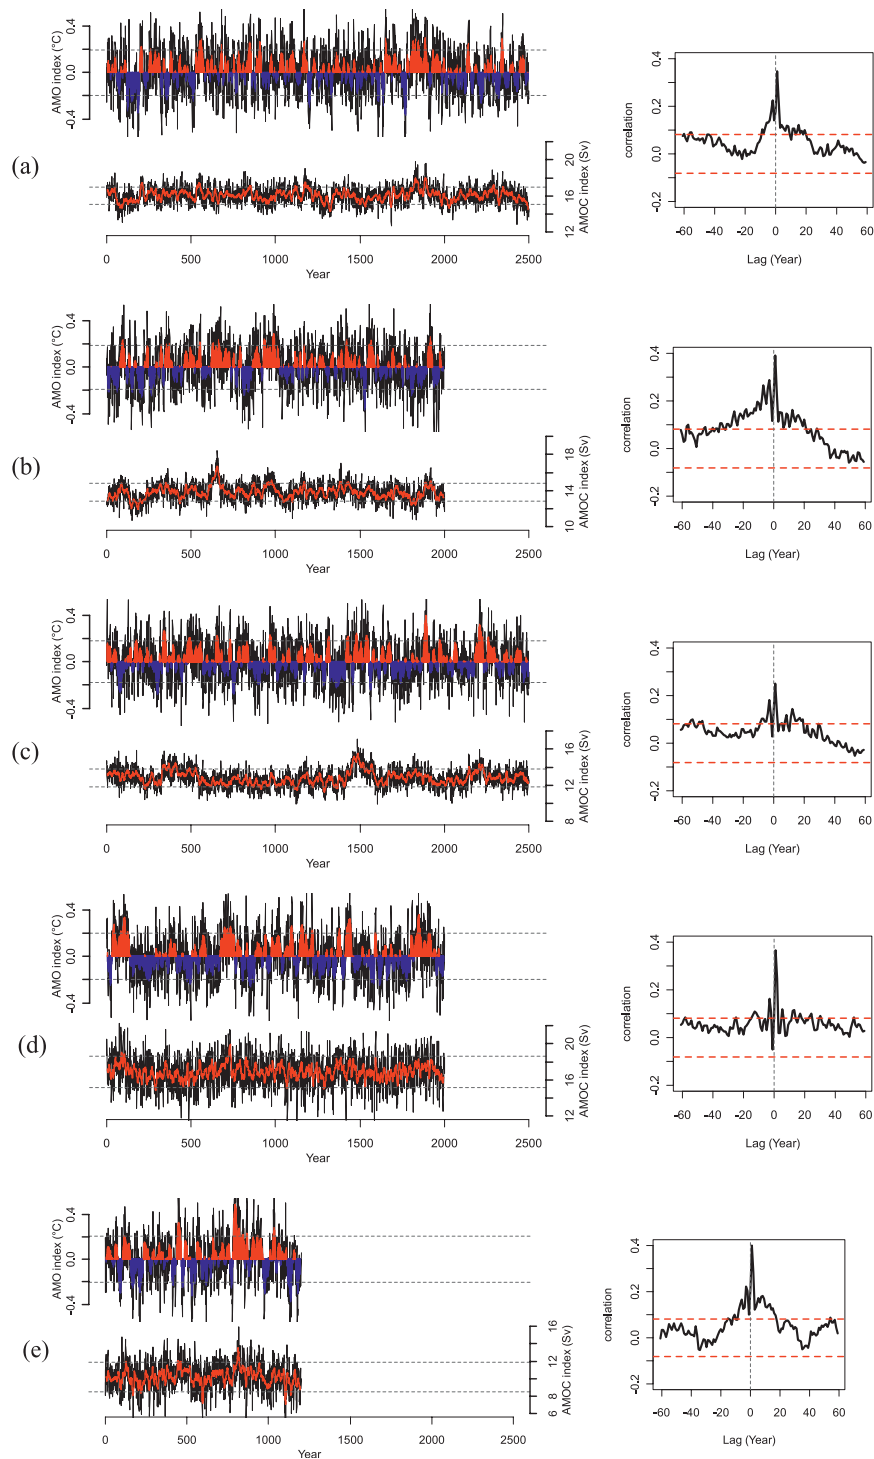 AMO index (°C)
-0.4 0.0 0.4
(a)
AMOC index (Sv)
12 16 20
0 500 1000 1500 2000 2500
Year
correlation
-0.2 0.0 0.2 0.4
-60 -40 -20 0 20 40 60
Lag (Year)
AMO index (°C)
-0.4 0.0 0.4
(b)
AMOC index (Sv)
10 14 18
0 500 1000 1500 2000 2500
Year
correlation
-0.2 0.0 0.2 0.4
-60 -40 -20 0 20 40 60
Lag (Year)
AMO index (°C)
-0.4 0.0 0.4
(c)
AMOC index (Sv)
8 12 16
0 500 1000 1500 2000 2500
Year
correlation
-0.2 0.0 0.2 0.4
-60 -40 -20 0 20 40 60
Lag (Year)
AMO index (°C)
-0.4 0.0 0.4
(d)
AMOC index (Sv)
12 16 20
0 500 1000 1500 2000 2500
Year
correlation
-0.2 0.0 0.2 0.4
-60 -40 -20 0 20 40 60
Lag (Year)
AMO index (°C)
-0.4 0.0 0.4
(e)
AMOC index (Sv)
6 8 12 16
0 500 1000 1500 2000 2500
Year
correlation
-0.2 0.0 0.2 0.4
-60 -40 -20 0 20 40 60
Lag (Year)